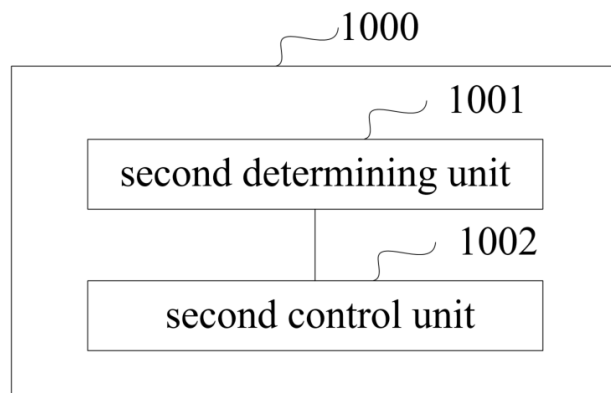 1000
1001
second determining unit
1002
second control unit